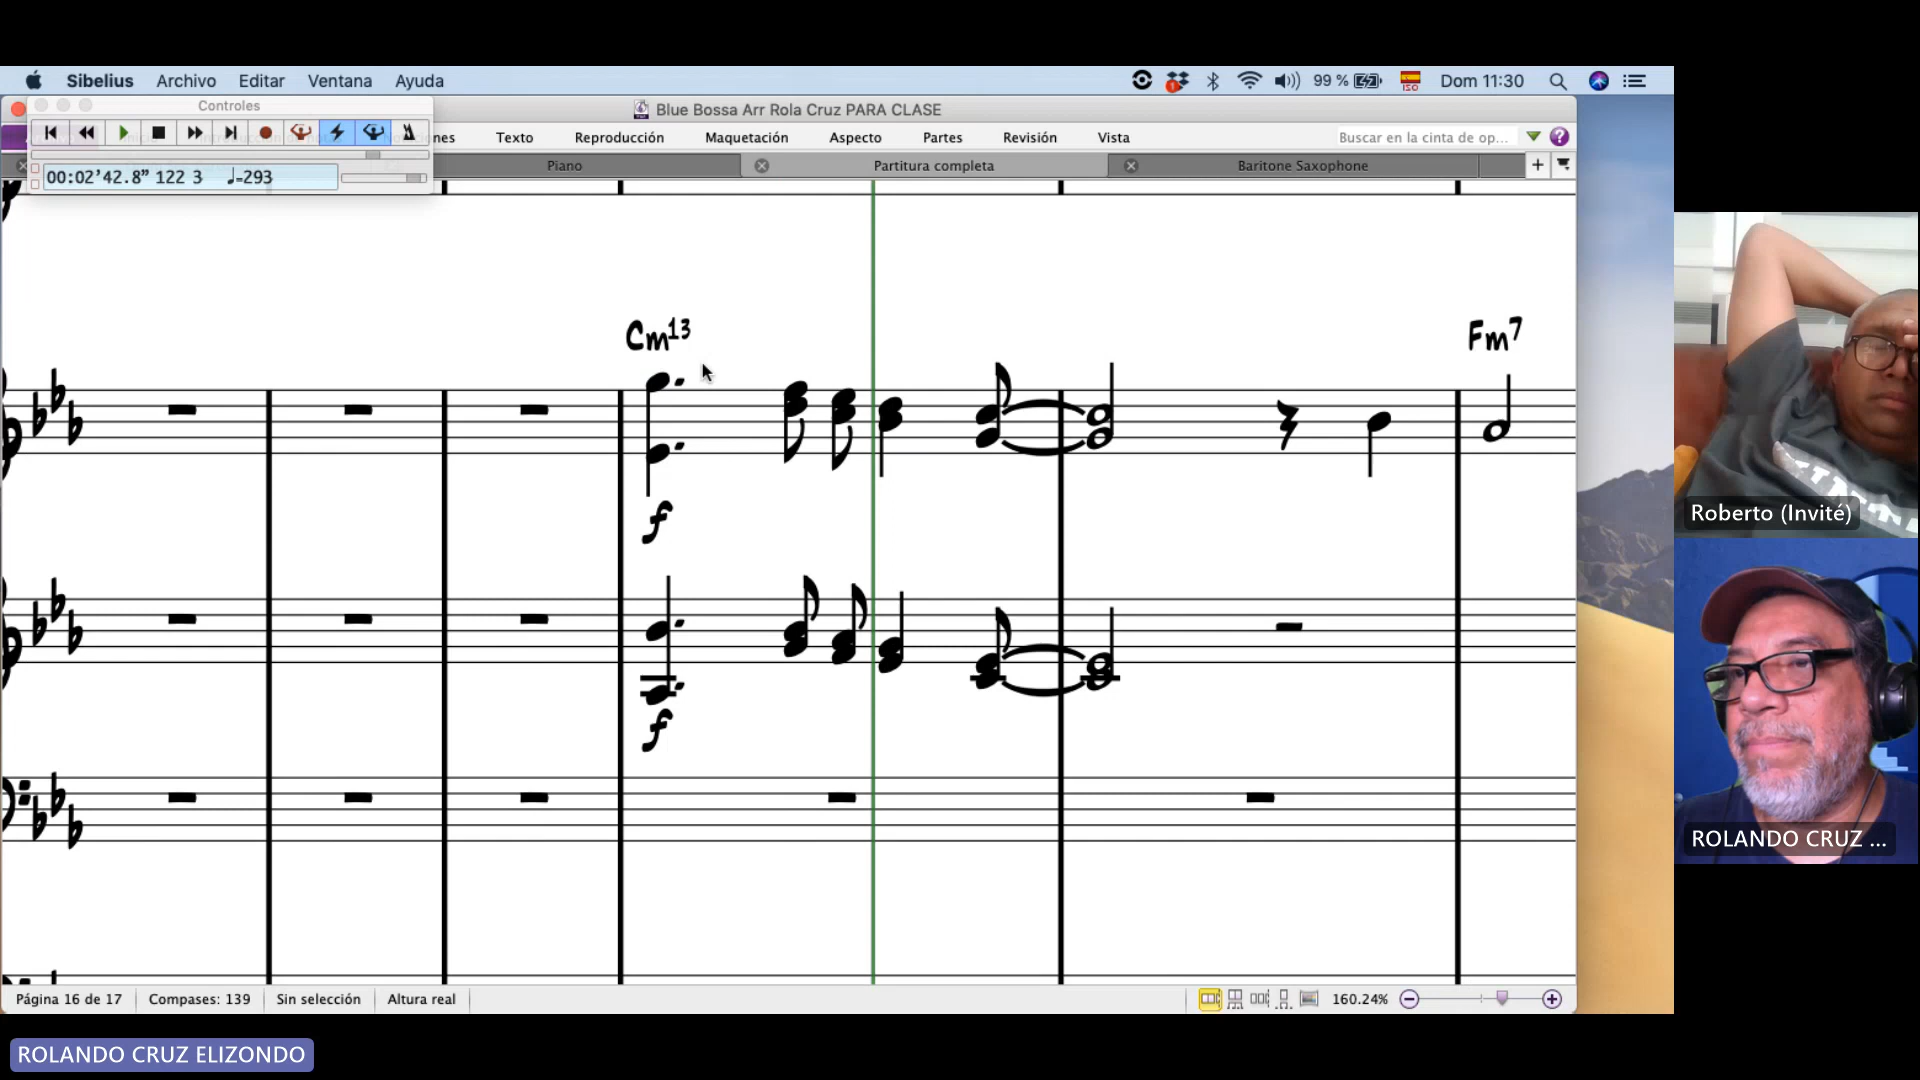 Sibelius Archivo Editar Ventana Ayuda 99 % ISO Dom 11:30
Controles
Blue Bossa Arr Rola Cruz PARA CLASE
nes Texto Reproducción Maquetación Aspecto Partes Revisión Vista Buscar en la cinta de op... ?
Piano Partitura completa Baritone Saxophone
00:02'42.8" 122 3 ♩=293
Cm13 Fm7
f
f
Página 16 de 17 Compases: 139 Sin selección Altura real 160.24%
Roberto (Invité)
ROLANDO CRUZ ...
ROLANDO CRUZ ELIZONDO